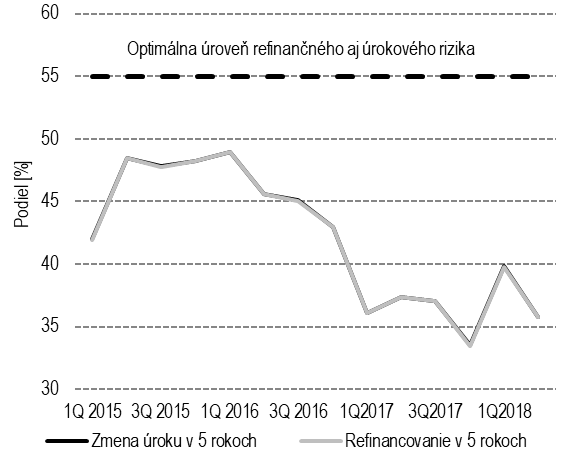 60
Optimálna úroveň refinančného aj úrokového rizika
55
50
45
40
35
30
Podiel [%]
1Q 2015 3Q 2015 1Q 2016 3Q 2016 1Q2017 3Q2017 1Q2018
Zmena úroku v 5 rokoch Refinancovanie v 5 rokoch